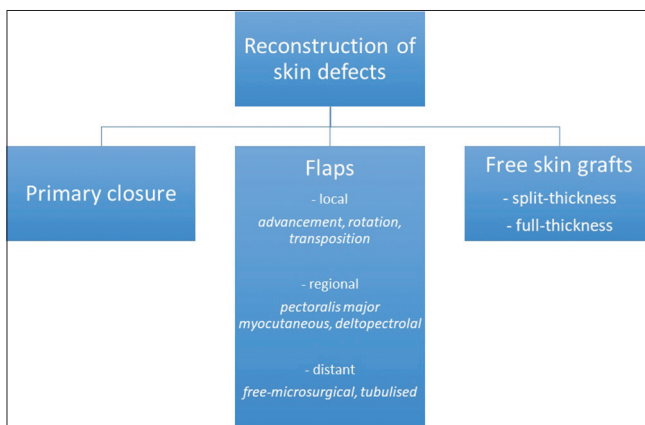 Reconstruction of
skin defects
Primary closure
Flaps
- local
advancement, rotation,
transposition
- regional
pectoralis major
myocutaneous, deltopectrolal
- distant
free-microsurgical, tubulised
Free skin grafts
- split-thickness
- full-thickness